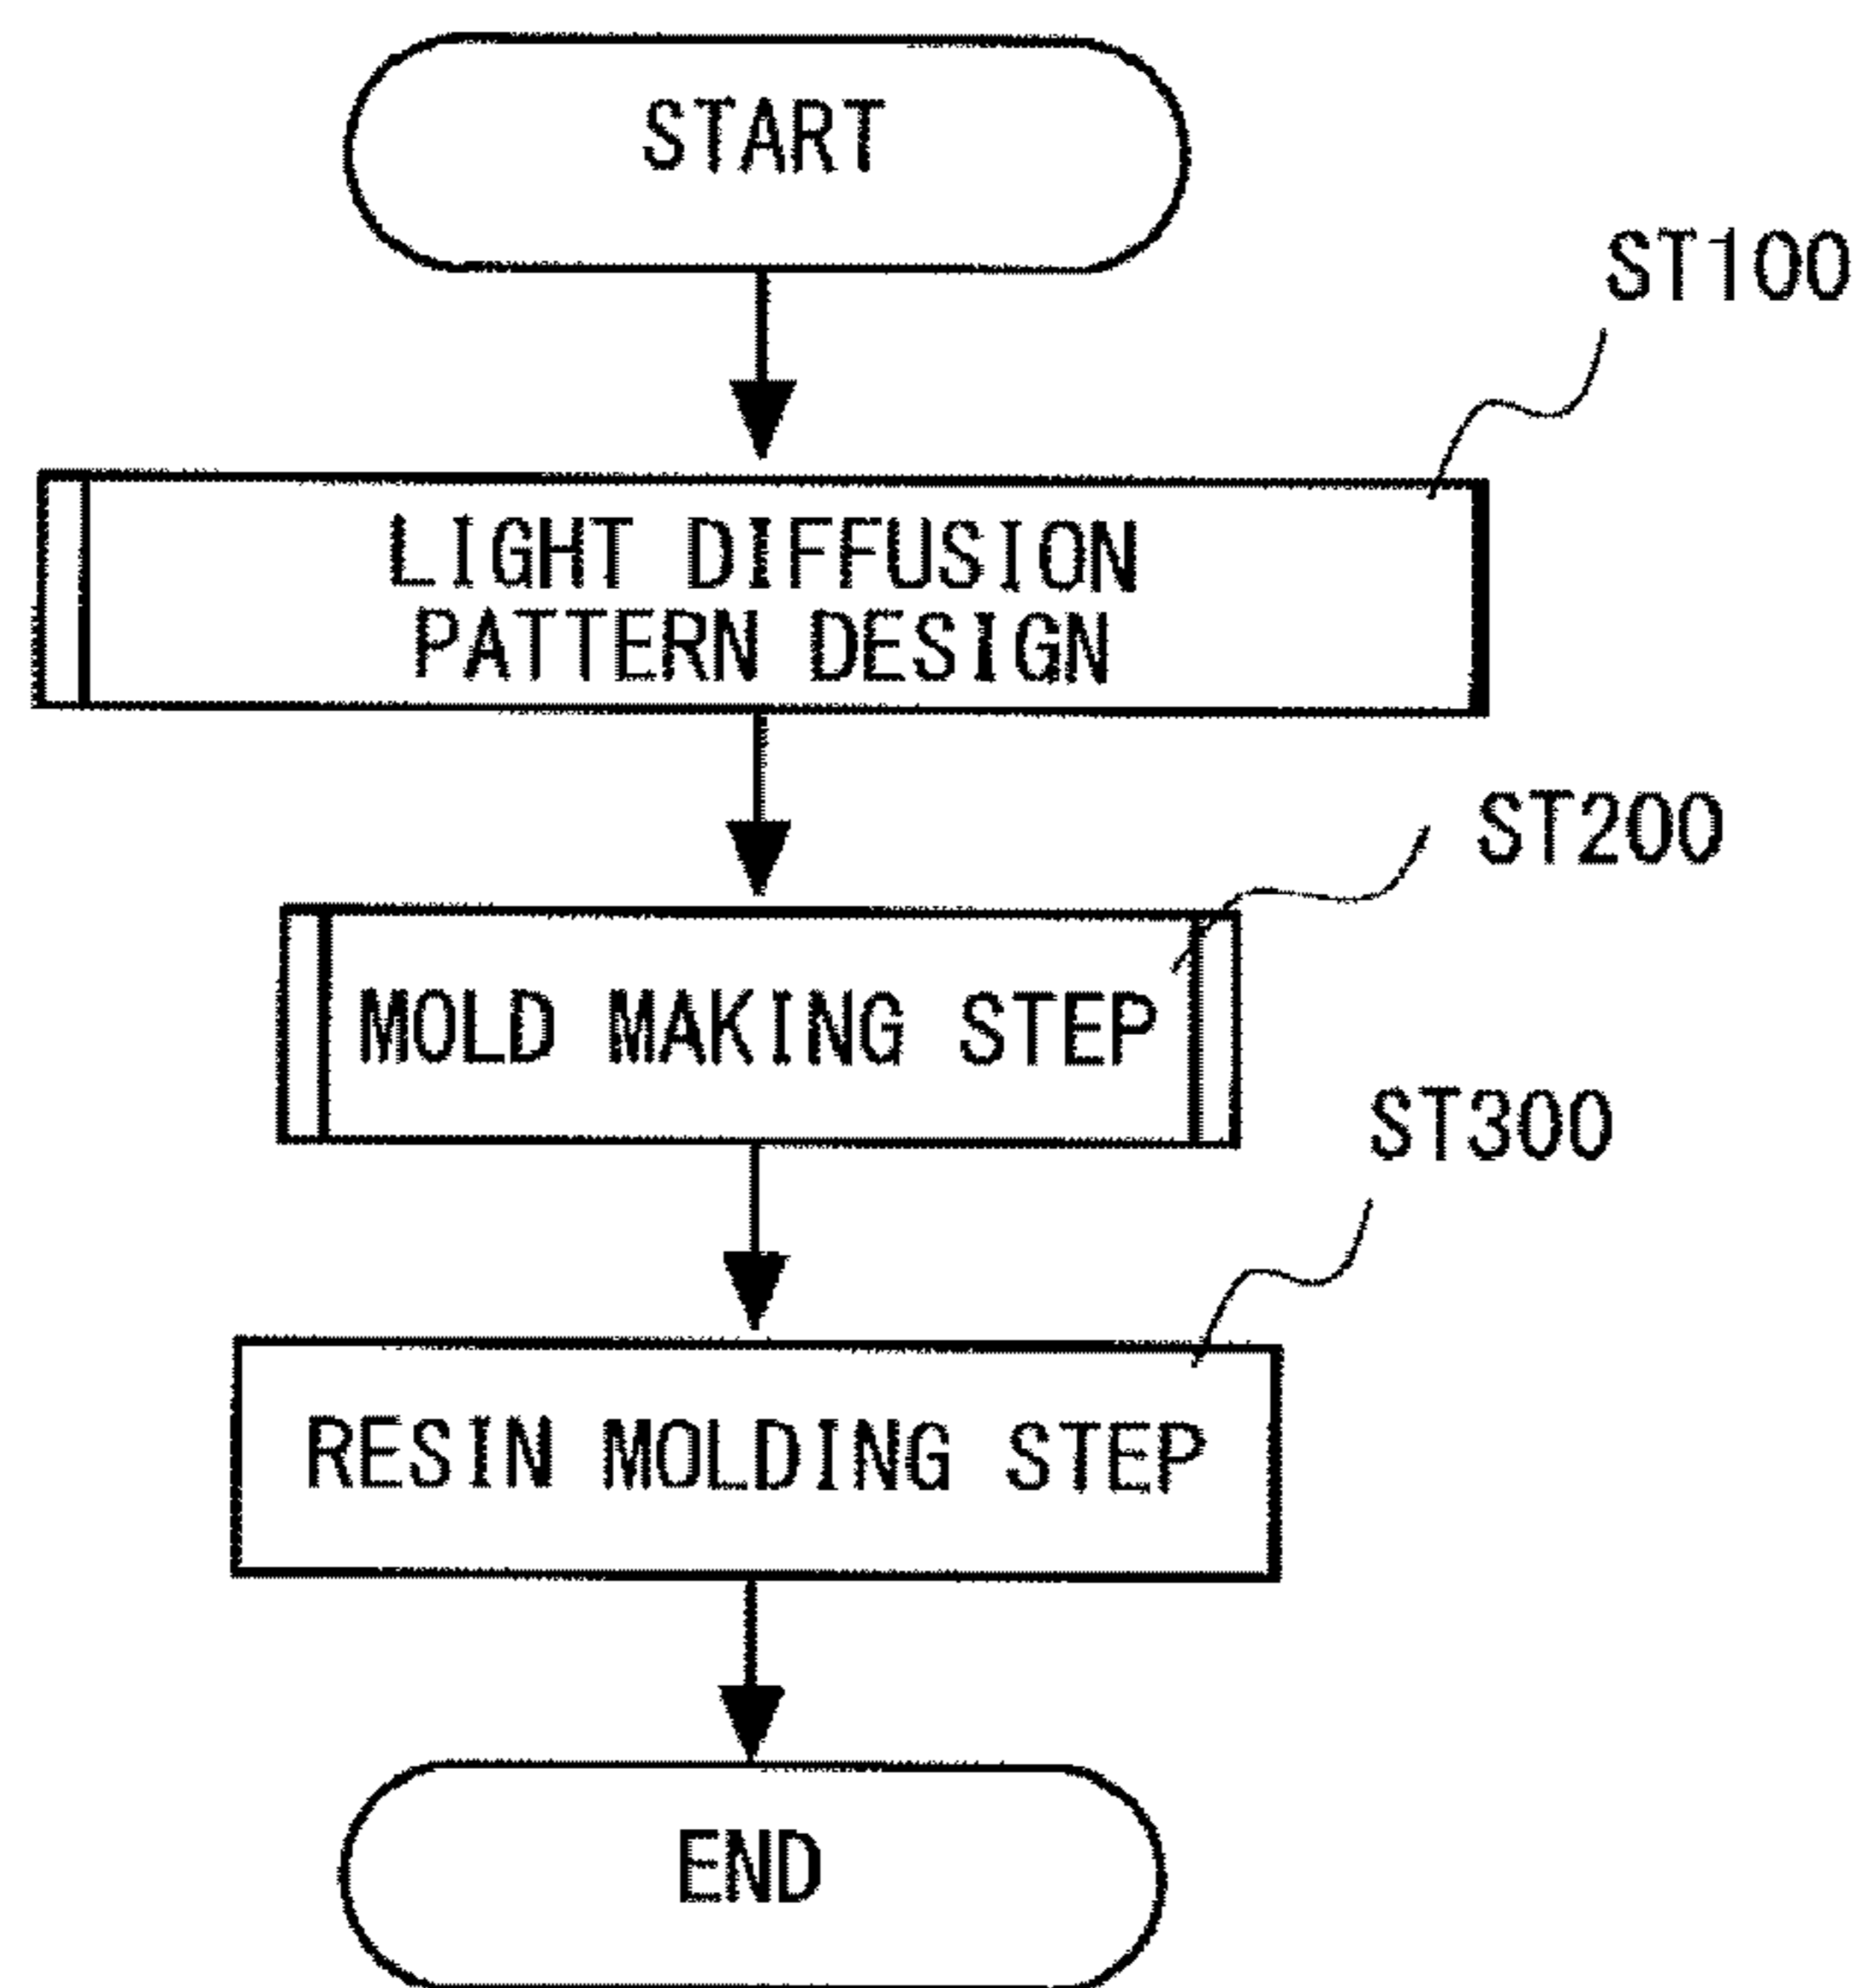 START
ST100
LIGHT DIFFUSION
PATTERN DESIGN
ST200
MOLD MAKING STEP
ST300
RESIN MOLDING STEP
END